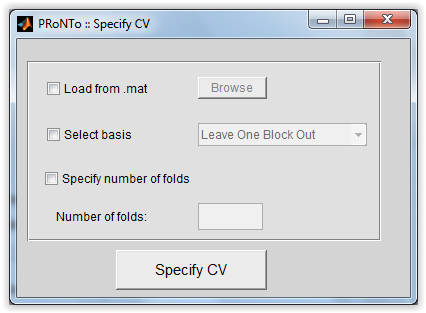 PRoNTo :: Specify CV
Load from .mat Browse
Select basis Leave One Block Out
Specify number of folds
Number of folds:
Specify CV